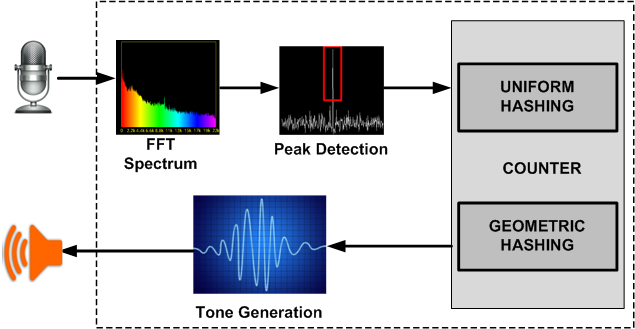 FFT
Spectrum
Peak Detection
UNIFORM
HASHING
COUNTER
GEOMETRIC
HASHING
Tone Generation